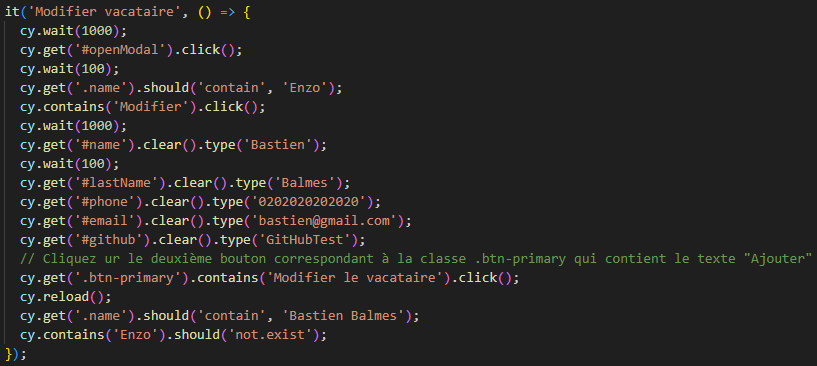 it('Modifier vacataire', () => {
cy.wait(1000);
cy.get('#openModal').click();
cy.wait(100);
cy.get('.name').should('contain', 'Enzo');
cy.contains('Modifier').click();
cy.wait(1000);
cy.get('#name').clear().type('Bastien');
cy.wait(100);
cy.get('#lastName').clear().type('Balmes');
cy.get('#phone').clear().type('0202020202020');
cy.get('#email').clear().type('bastien@gmail.com');
cy.get('#github').clear().type('GitHubTest');
// Cliquez ur le deuxième bouton correspondant à la classe .btn-primary qui contient le texte "Ajouter"
cy.get('.btn-primary').contains('Modifier le vacataire').click();
cy.reload();
cy.get('.name').should('contain', 'Bastien Balmes');
cy.contains('Enzo').should('not.exist');
});